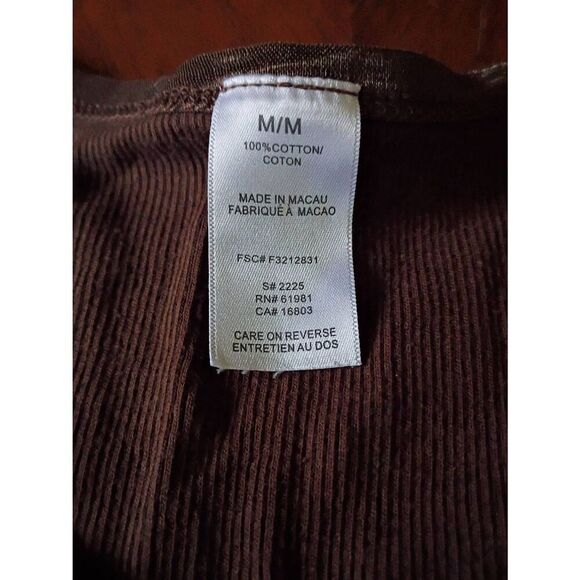 M/M
100%COTTON/
COTON
MADE IN MACAU
FABRIQUÉ A MACAO
FSC# F3212831
S# 2225
RN# 61981
CA# 16803
CARE ON REVERSE
ENTRETIEN AU DOS